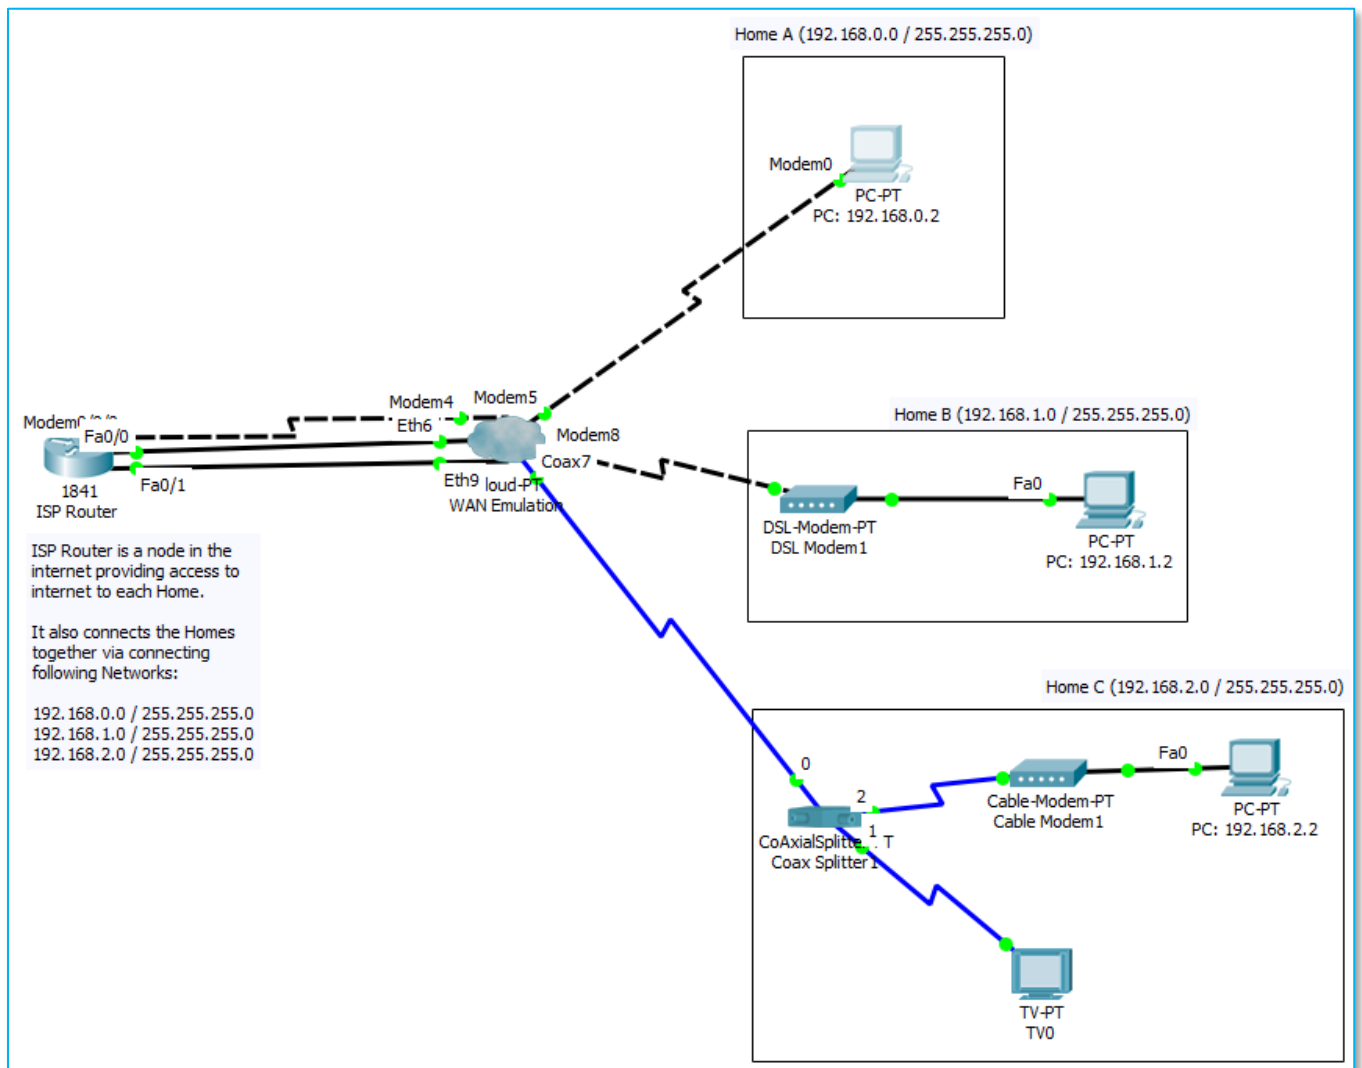 Home A (192.168.0.0 / 255.255.255.0)
Modem0
PC-PT
PC: 192.168.0.2
Modem4
Modem5
Eth6
Modem8
Coax7
Eth9
loud-PT
WAN Emulation
Fa0/0
Fa0/1
1841
ISP Router
ISP Router is a node in the
internet providing access to
internet to each Home.
It also connects the Homes
together via connecting
following Networks:
192.168.0.0 / 255.255.255.0
192.168.1.0 / 255.255.255.0
192.168.2.0 / 255.255.255.0
Home B (192.168.1.0 / 255.255.255.0)
Fa0
DSL-Modem-PT
DSL Modem1
PC-PT
PC: 192.168.1.2
Home C (192.168.2.0 / 255.255.255.0)
0
2
1
CoAxialSplitte
T
Coax Splitter1
Cable-Modem-PT
Cable Modem1
Fa0
PC-PT
PC: 192.168.2.2
TV-PT
TV0